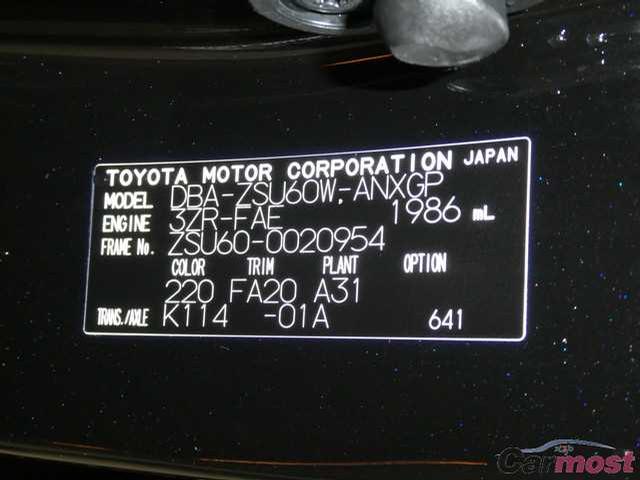 TOYOTA MOTOR CORPORATION JAPAN
MODEL DBA-ZSU60W-ANXGP
ENGINE 3ZR-FAE 1986 mL
FRAME No. ZSU60-0020954
COLOR TRIM PLANT OPTION
220 FA20 A31
TRANS./AXLE K114 -01A 641
Carmost